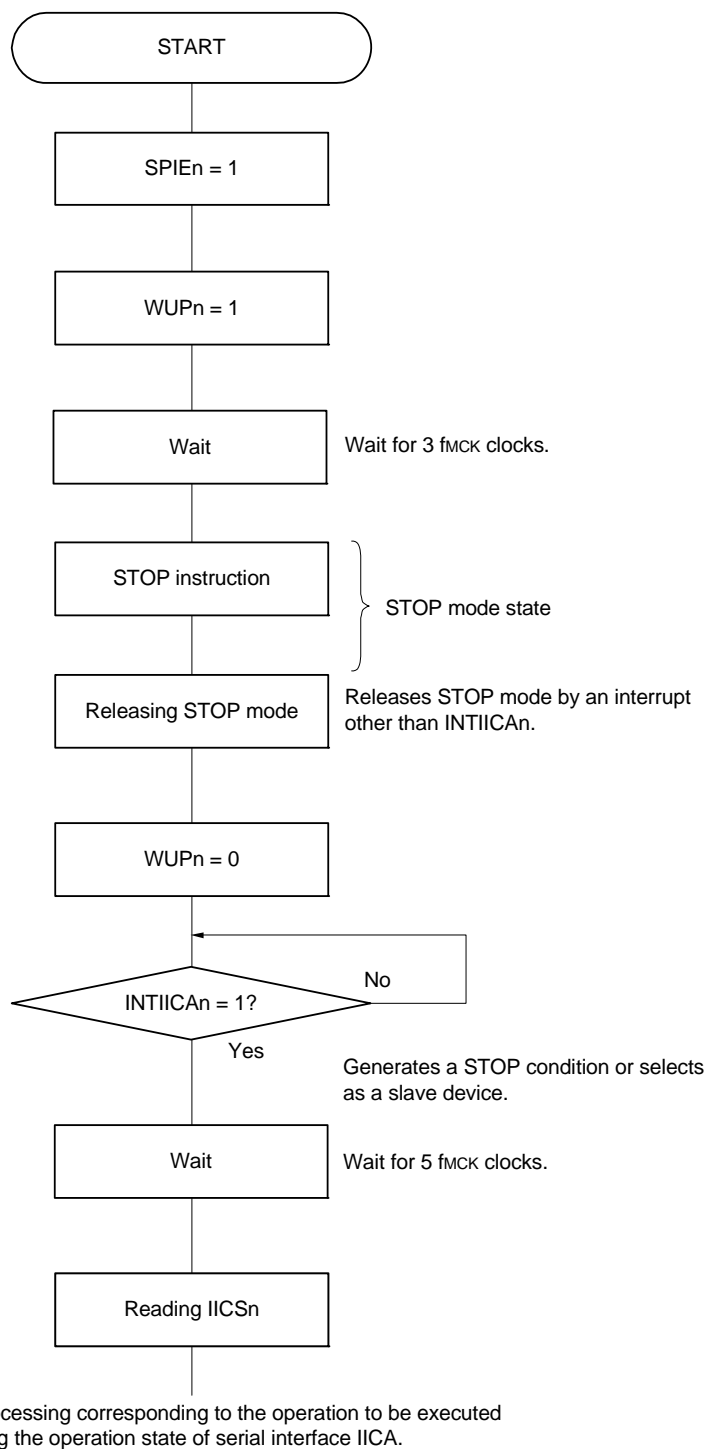 START
SPIEn = 1
WUPn = 1
Wait
Wait for 3 fMCK clocks.
STOP instruction
STOP mode state
Releasing STOP mode
Releases STOP mode by an interrupt
other than INTIICAn.
WUPn = 0
No
INTIICAn = 1?
Yes
Generates a STOP condition or selects
as a slave device.
Wait
Wait for 5 fMCK clocks.
Reading IICSn
corresponding to the operation to be executed
the operation state of serial interface IICA.